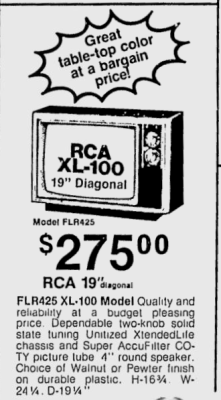 Great
table-top color
at a bargain
price!
RCA
XL-100
19" Diagonal
Model FLR425
$275⁰⁰
RCA 19" diagonal
FLR425 XL-100 Model Quality and
reliability at a budget pleasing
price. Dependable two-knob solid
state tuning Unitized XtendedLife
chassis and Super AccuFilter CO-
TY picture tube 4" round speaker.
Choice of Walnut or Pewter finish
on durable plastic. H-16¾. W-
24¼. D-19¼"